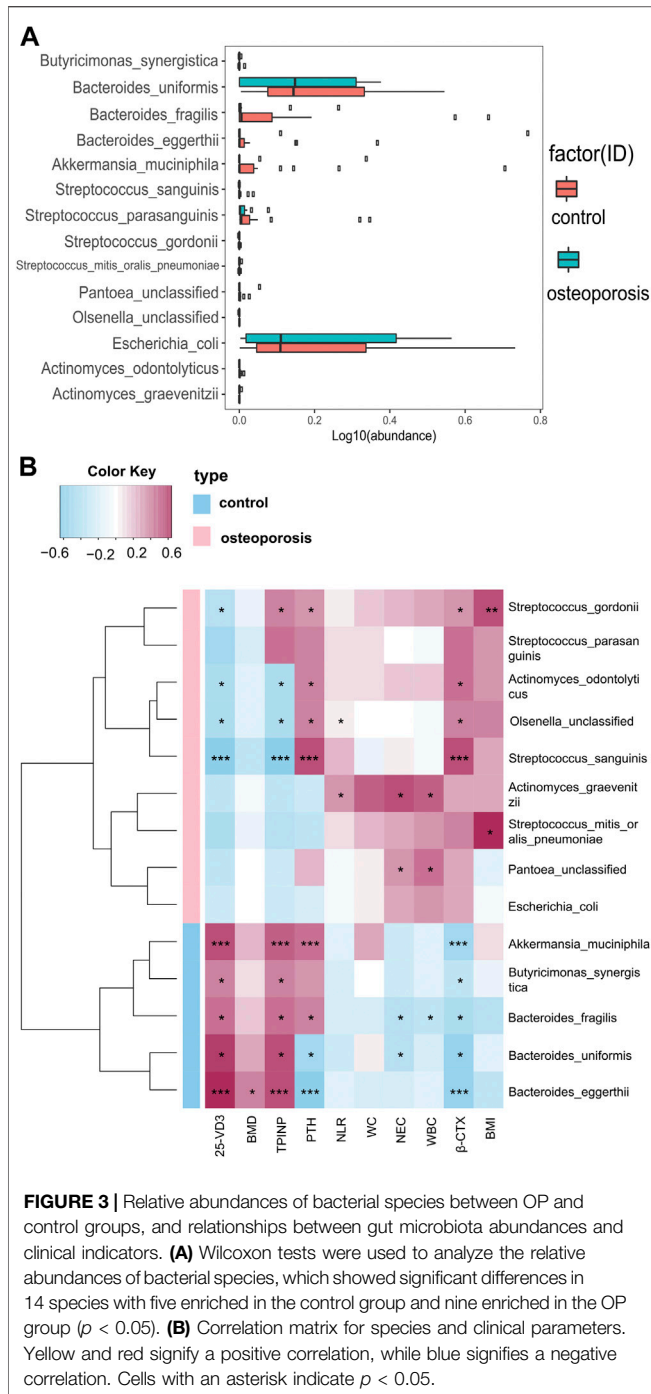 A
Butyricimonas_synergistica
Bacteroides_uniformis
Bacteroides_fragilis
Bacteroides_eggerthii
Akkermansia_muciniphila
Streptococcus_sanguinis
Streptococcus_parasanguinis
Streptococcus_gordonii
Streptococcus_mitis_oralis_pneumoniae
Pantoea_unclassified
Olsenella_unclassified
Escherichia_coli
Actinomyces_odontolyticus
Actinomyces_graevenitzii
0.0 0.2 0.4 0.6 0.8
Log10(abundance)
factor(ID)
control
osteoporosis
B
Color Key
−0.6 −0.2 0.2 0.6
type
control
osteoporosis
* * * * ** Streptococcus_gordonii
Streptococcus_parasan
guinis
* * * * Actinomyces_odontolyti
cus
* * * * * Olsenella_unclassified
*** *** *** *** Streptococcus_sanguinis
* * * Actinomyces_graevenit
zii
* Streptococcus_mitis_or
alis_pneumoniae
* * Pantoea_unclassified
Escherichia_coli
*** *** *** *** Akkermansia_muciniphila
* * * Butyricimonas_synergis
tica
* * * * * * Bacteroides_fragilis
* * * * * Bacteroides_uniformis
*** * *** *** *** Bacteroides_eggerthii
25-VD3 BMD TPINP PTH NLR WC NEC WBC β-CTX BMI
FIGURE 3 | Relative abundances of bacterial species between OP and
control groups, and relationships between gut microbiota abundances and
clinical indicators. (A) Wilcoxon tests were used to analyze the relative
abundances of bacterial species, which showed significant differences in
14 species with five enriched in the control group and nine enriched in the OP
group (p < 0.05). (B) Correlation matrix for species and clinical parameters.
Yellow and red signify a positive correlation, while blue signifies a negative
correlation. Cells with an asterisk indicate p < 0.05.